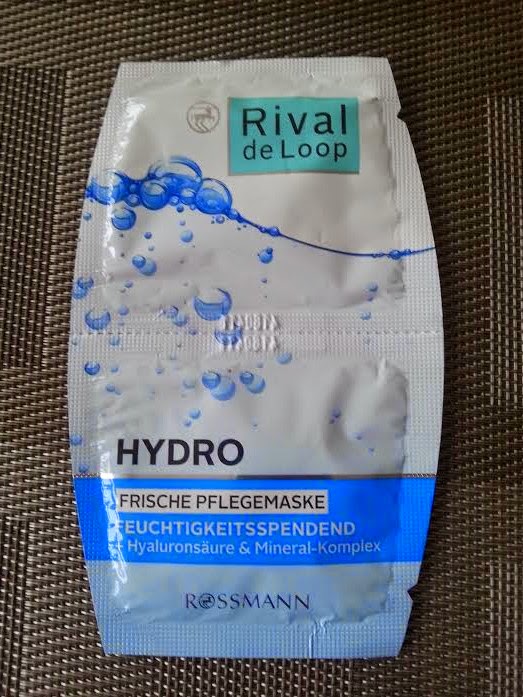 Rival
de Loop
HYDRO
FRISCHE PFLEGEMASKE
FEUCHTIGKEITSSPENDEND
+ Hyaluronsäure & Mineral-Komplex
ROSSMANN